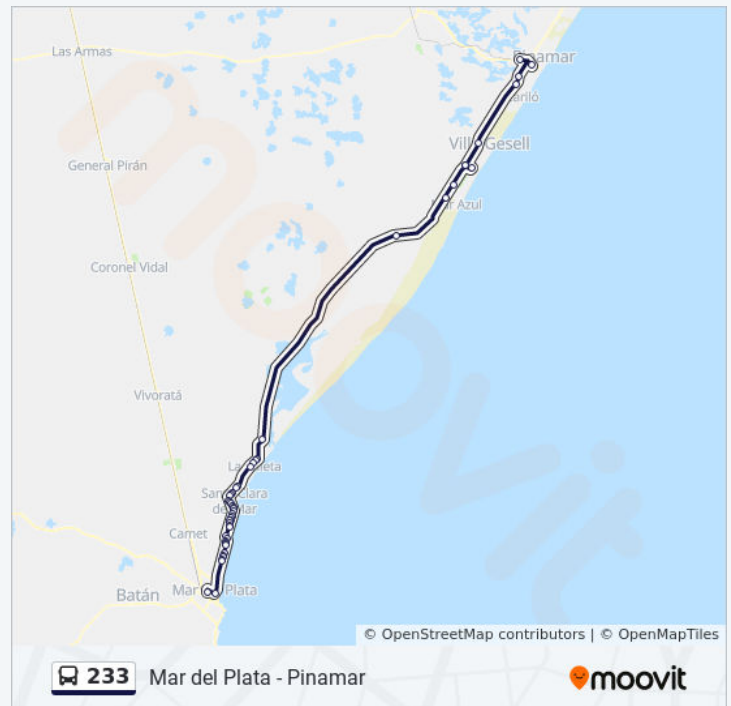 Las Armas
Pinamar
Cariló
General Pirán
Villa Gesell
Mar Azul
Coronel Vidal
Vivoratá
La Caleta
Santa Clara
del Mar
Camet
Batán
Mar del Plata
moovit
© OpenStreetMap contributors | © OpenMapTiles
233 Mar del Plata - Pinamar
moovit